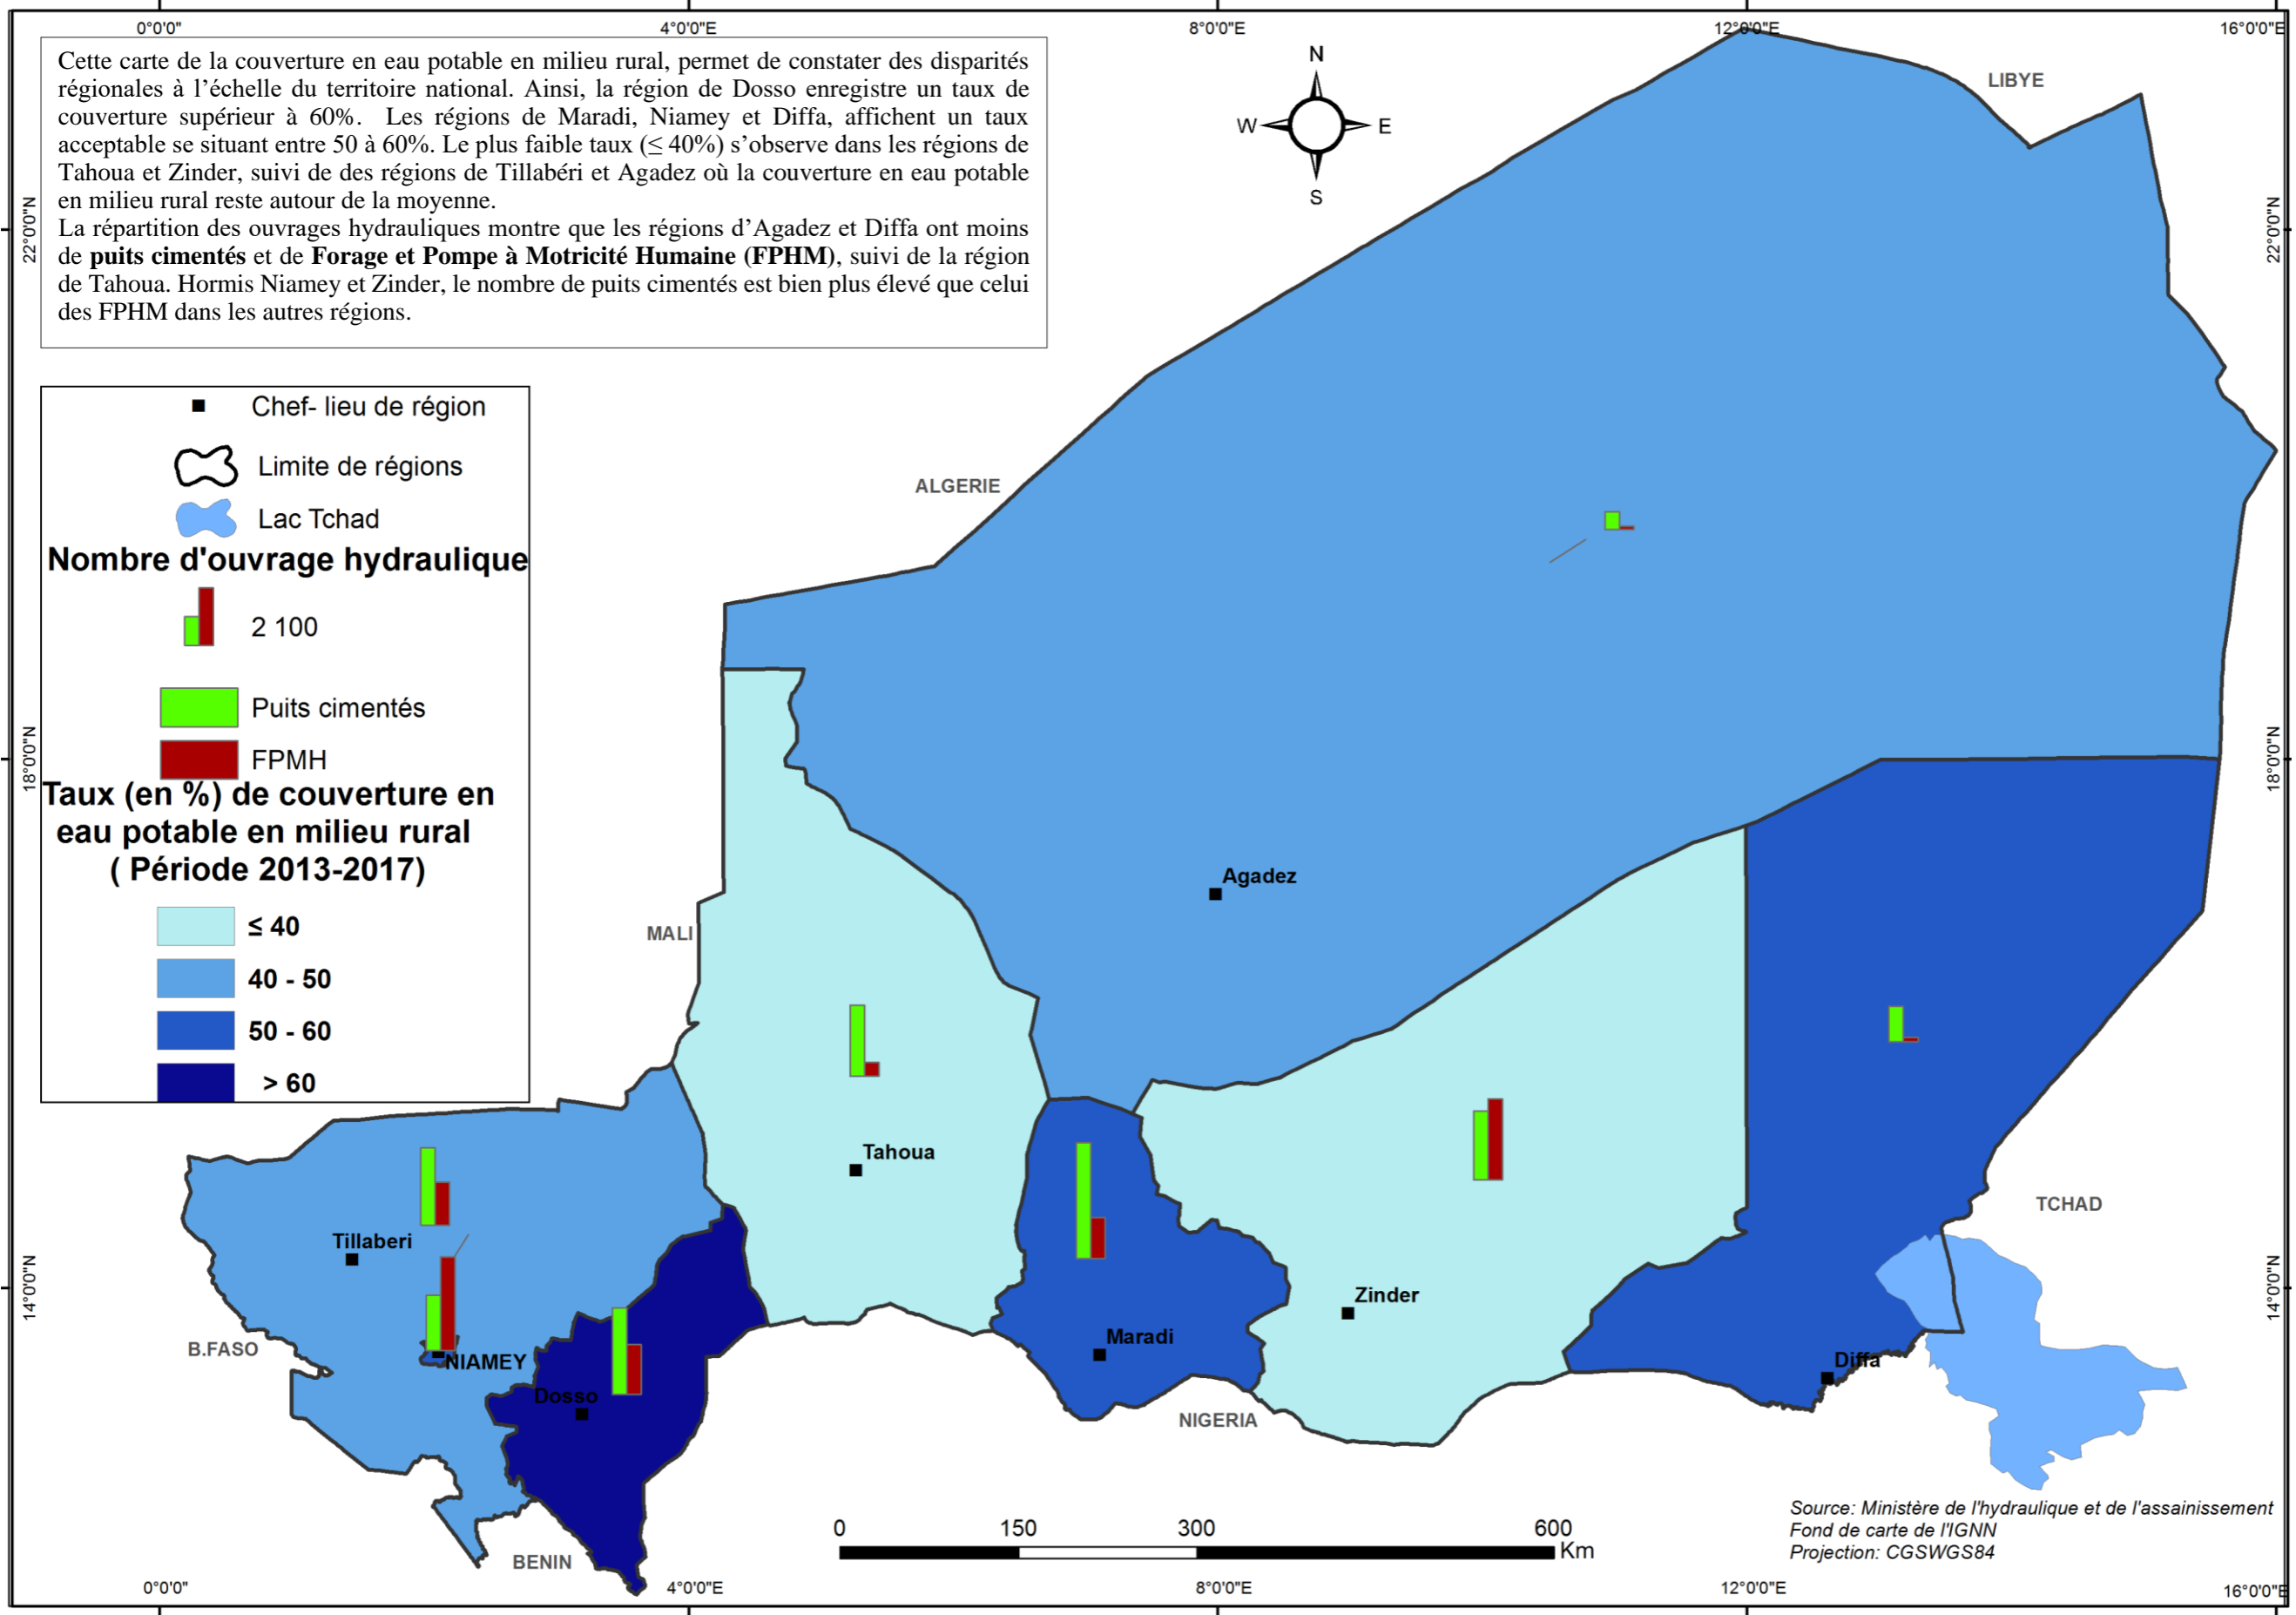 0°0'0"
4°0'0"E
8°0'0"E
12°0'0"E
16°0'0"E
Cette carte de la couverture en eau potable en milieu rural, permet de constater des disparités
régionales à l'échelle du territoire national. Ainsi, la région de Dosso enregistre un taux de
couverture supérieur à 60%. Les régions de Maradi, Niamey et Diffa, affichent un taux
acceptable se situant entre 50 à 60%. Le plus faible taux (≤ 40%) s'observe dans les régions de
Tahoua et Zinder, suivi de des régions de Tillabéri et Agadez où la couverture en eau potable
en milieu rural reste autour de la moyenne.
La répartition des ouvrages hydrauliques montre que les régions d'Agadez et Diffa ont moins
de puits cimentés et de Forage et Pompe à Motricité Humaine (FPHM), suivi de la région
de Tahoua. Hormis Niamey et Zinder, le nombre de puits cimentés est bien plus élevé que celui
des FPHM dans les autres régions.
N
W
E
S
LIBYE
22°0'0"N
22°0'0"N
Chef- lieu de région
Limite de régions
Lac Tchad
Nombre d'ouvrage hydraulique
2 100
Puits cimentés
FPMH
Taux (en %) de couverture en
eau potable en milieu rural
( Période 2013-2017)
≤ 40
40 - 50
50 - 60
> 60
ALGERIE
18°0'0"N
18°0'0"N
Agadez
MALI
Tahoua
TCHAD
Tillaberi
14°0'0"N
14°0'0"N
Zinder
Maradi
B.FASO
NIAMEY
Diffa
Dosso
NIGERIA
BENIN
0
150
300
600
Km
Source: Ministère de l'hydraulique et de l'assainissement
Fond de carte de l'IGNN
Projection: CGSWGS84
0°0'0"
4°0'0"E
8°0'0"E
12°0'0"E
16°0'0"E